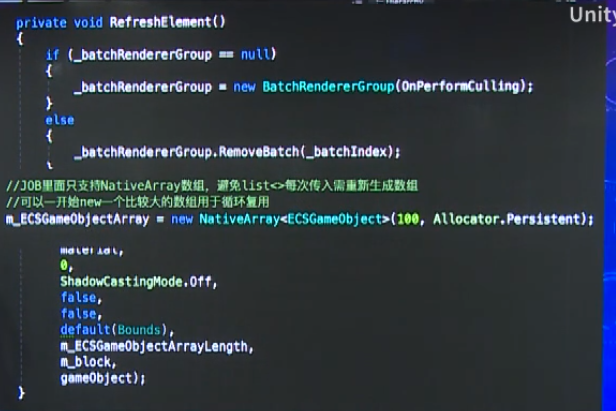 Unity
private void RefreshElement()
{
if (_batchRendererGroup == null)
{
_batchRendererGroup = new BatchRendererGroup(OnPerformCulling);
}
else
{
_batchRendererGroup.RemoveBatch(_batchIndex);
//JOB里面只支持NativeArray数组，避免list<>每次传入需重新生成数组
//可以一开始new一个比较大的数组用于循环复用
m_ECSGameObjectArray = new NativeArray<ECSGameObject>(100, Allocator.Persistent);
material,
0,
ShadowCastingMode.Off,
false,
false,
default(Bounds),
m_ECSGameObjectArrayLength,
m_block,
gameObject);
}